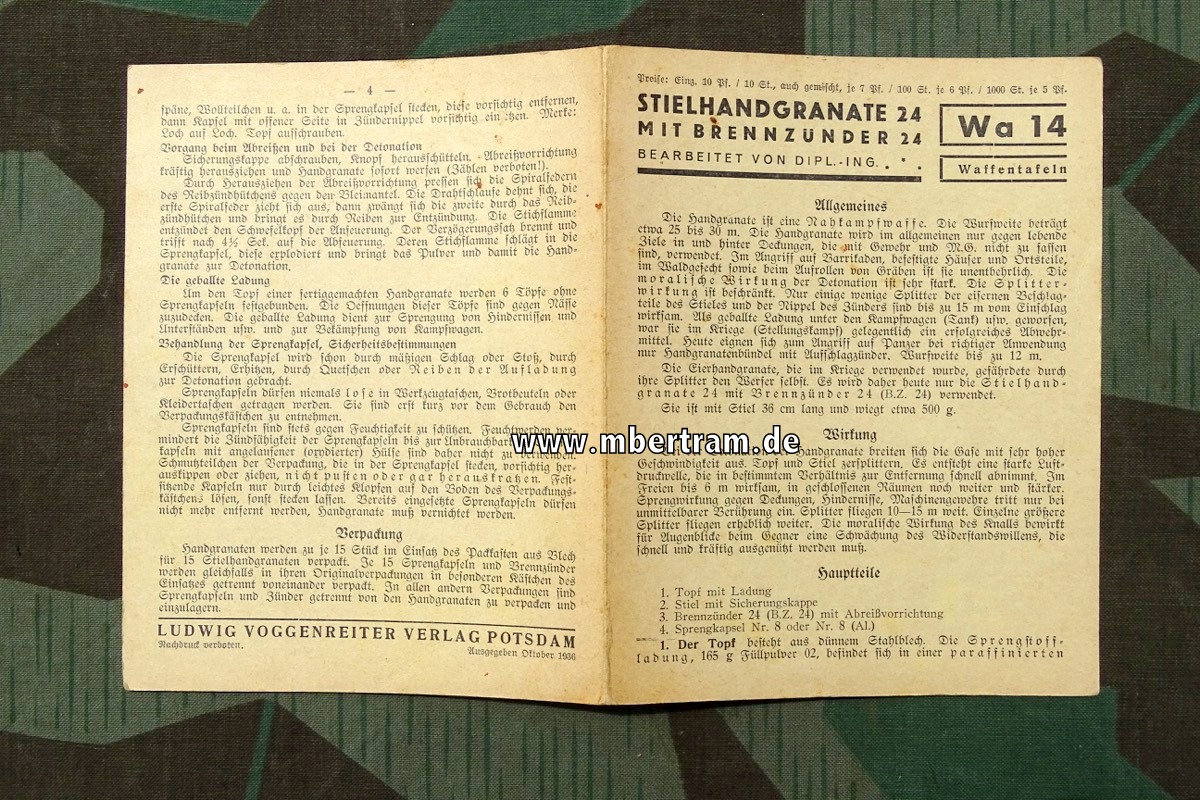 — 4 —
späne, Wollteilchen u. a. in der Sprengkapsel stecken, diese vorsichtig entfernen,
dann Kapsel mit offener Seite in Zündernippel vorsichtig ein tzen. Merke:
Loch auf Loch. Topf aufschrauben.
Vorgang beim Abreißen und bei der Detonation
Sicherungskappe abschrauben, Knopf herausschütteln. Abreißvorrichtung
kräftig herausziehen und Handgranate sofort werfen (Zählen verboten!).
Durch Herausziehen der Abreißvorrichtung pressen sich die Spiralfedern
des Reibzündhütchens gegen den Bleimantel. Die Drahtschlaufe dehnt sich, die
erste Spiralfeder zieht sich aus, dann zwängt sich die zweite durch das Reib-
zündhütchen und bringt es durch Reiben zur Entzündung. Die Stichflamme
entzündet den Schwefelkopf der Anfeuerung. Der Verzögerungssatz brennt und
trifft nach 4½ Sek. auf die Abfeuerung. Deren Stichflamme schlägt in die
Sprengkapsel, diese explodiert und bringt das Pulver und damit die Hand-
granate zur Detonation.
Die geballte Ladung
Um den Topf einer fertiggemachten Handgranate werden 6 Töpfe ohne
Sprengkapseln festgebunden. Die Oeffnungen dieser Töpfe sind gegen Nässe
zuzudecken. Die geballte Ladung dient zur Sprengung von Hindernissen und
Unterständen usw. und zur Bekämpfung von Kampfwagen.
Behandlung der Sprengkapsel, Sicherheitsbestimmungen
Die Sprengkapsel wird schon durch mäßigen Schlag oder Stoß, durch
Erschüttern, Erhitzen, durch Quetschen oder Reiben der Aufladung
zur Detonation gebracht.
Sprengkapseln dürfen niemals lose in Werkzeugtaschen, Brotbeuteln oder
Kleidertaschen getragen werden. Sie sind erst kurz vor dem Gebrauch den
Verpackungskästchen zu entnehmen.
Sprengkapseln sind stets gegen Feuchtigkeit zu schützen. Feuchtwerden ver-
mindert die Zündfähigkeit der Sprengkapseln bis zur Unbrauchbar
kapseln mit angelaufener (oxydierter) Hülse sind daher nicht zu verwenden.
Schmutzteilchen der Verpackung, die in der Sprengkapsel stecken, vorsichtig her-
auskippen oder ziehen, nicht pusten oder gar herauskratzen. Fest-
sitzende Kapseln nur durch leichtes Klopfen auf den Boden des Verpackungs-
kästchens lösen, sonst stecken lassen. Bereits eingesetzte Sprengkapseln dürfen
nicht mehr entfernt werden, Handgranate muß vernichtet werden.
Verpackung
Handgranaten werden zu je 15 Stück im Einsatz des Packkasten aus Blech
für 15 Stielhandgranaten verpackt. Je 15 Sprengkapseln und Brennzünder
werden gleichfalls in ihren Originalverpackungen in besonderen Kästchen des
Einsatzes getrennt voneinander verpackt. In allen andern Verpackungen sind
Sprengkapseln und Zünder getrennt von den Handgranaten zu verpacken und
einzulagern.
LUDWIG VOGGENREITER VERLAG POTSDAM
Nachdruck verboten.
Ausgegeben Oktober 1936
Preise: Einz. 10 Pf. / 10 St., auch gemischt, je 7 Pf. / 100 St. je 6 Pf. / 1000 St. je 5 Pf.
STIELHANDGRANATE 24
MIT BRENNZÜNDER 24
BEARBEITET VON DIPL.-ING.
Wa 14
Waffentafeln
Allgemeines
Die Handgranate ist eine Nahkampfwaffe. Die Wurfweite beträgt
etwa 25 bis 30 m. Die Handgranate wird im allgemeinen nur gegen lebende
Ziele in und hinter Deckungen, die mit Gewehr und M.G. nicht zu fassen
sind, verwendet. Im Angriff auf Barrikaden, befestigte Häuser und Ortsteile,
im Waldgefecht sowie beim Aufrollen von Gräben ist sie unentbehrlich. Die
moralische Wirkung der Detonation ist sehr stark. Die Splitter-
wirkung ist beschränkt. Nur einige wenige Splitter der eisernen Beschlag-
teile des Stieles und der Nippel des Zünders sind bis zu 15 m vom Einschlag
wirksam. Als geballte Ladung unter den Kampfwagen (Tank) usw. geworfen,
war sie im Kriege (Stellungskampf) gelegentlich ein erfolgreiches Abwehr-
mittel. Heute eignen sich zum Angriff auf Panzer bei richtiger Anwendung
nur Handgranatenbündel mit Aufschlagzünder. Wurfweite bis zu 12 m.
Die Eierhandgranate, die im Kriege verwendet wurde, gefährdete durch
ihre Splitter den Werfer selbst. Es wird daher heute nur die Stielhand-
granate 24 mit Brennzünder 24 (B.Z. 24) verwendet.
Sie ist mit Stiel 36 cm lang und wiegt etwa 500 g.
www.mbertram.de
Wirkung
Handgranate breiten sich die Gase mit sehr hoher
Geschwindigkeit aus. Topf und Stiel zersplittern. Es entsteht eine starke Luft-
druckwelle, die in bestimmtem Verhältnis zur Entfernung schnell abnimmt. Im
Freien bis 6 m wirksam, in geschlossenen Räumen noch weiter und stärker.
Sprengwirkung gegen Deckungen, Hindernisse, Maschinengewehre tritt nur bei
unmittelbarer Berührung ein. Splitter fliegen 10—15 m weit. Einzelne größere
Splitter fliegen erheblich weiter. Die moralische Wirkung des Knalls bewirkt
für Augenblicke beim Gegner eine Schwächung des Widerstandswillens, die
schnell und kräftig ausgenützt werden muß.
Hauptteile
1. Topf mit Ladung
2. Stiel mit Sicherungskappe
3. Brennzünder 24 (B.Z. 24) mit Abreißvorrichtung
4. Sprengkapsel Nr. 8 oder Nr. 8 (Al.)
1. Der Topf besteht aus dünnem Stahlblech. Die Sprengstoff-
ladung, 165 g Füllpulver 02, befindet sich in einer paraffinierten